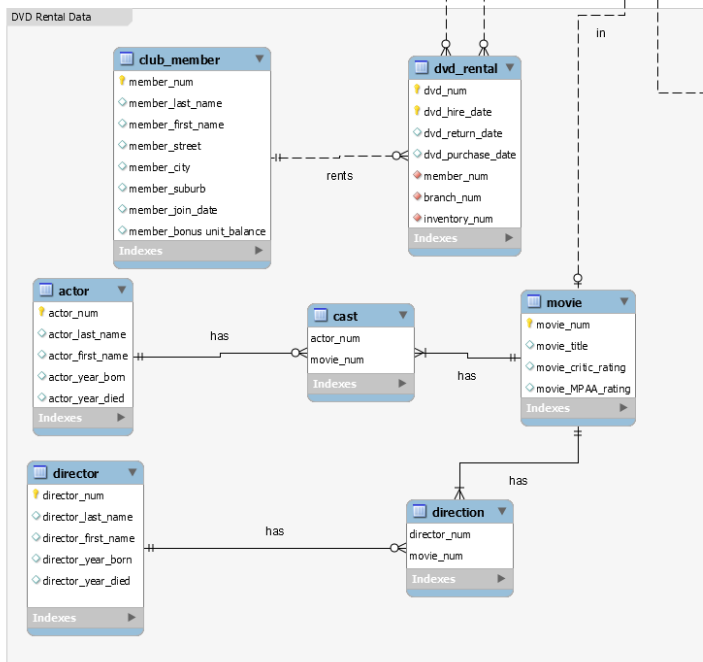 DVD Rental Data
in
club_member
member_num
member_last_name
member_first_name
member_street
member_city
member_suburb
member_join_date
member_bonus unit_balance
Indexes
rents
dvd_rental
dvd_num
dvd_hire_date
dvd_return_date
dvd_purchase_date
member_num
branch_num
inventory_num
Indexes
actor
actor_num
actor_last_name
actor_first_name
actor_year_born
actor_year_died
Indexes
has
cast
actor_num
movie_num
Indexes
has
movie
movie_num
movie_title
movie_critic_rating
movie_MPAA_rating
Indexes
has
director
director_num
director_last_name
director_first_name
director_year_born
director_year_died
Indexes
has
direction
director_num
movie_num
Indexes